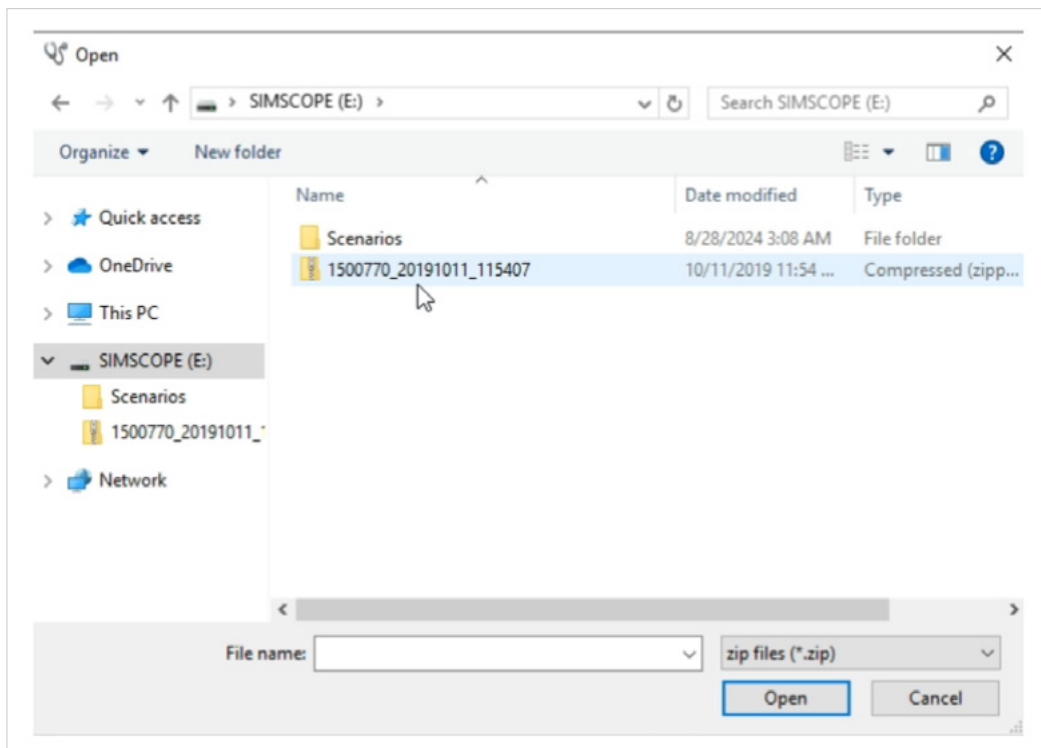 Open
SIMSCOPE (E:)
Search SIMSCOPE (E:)
Organize
New folder
Name
Date modified
Type
Quick access
OneDrive
This PC
SIMSCOPE (E:)
Scenarios
1500770_20191011_1
Network
Scenarios 8/28/2024 3:08 AM File folder
1500770_20191011_115407 10/11/2019 11:54 ... Compressed (zipp...
File name:
zip files (*.zip)
Open
Cancel